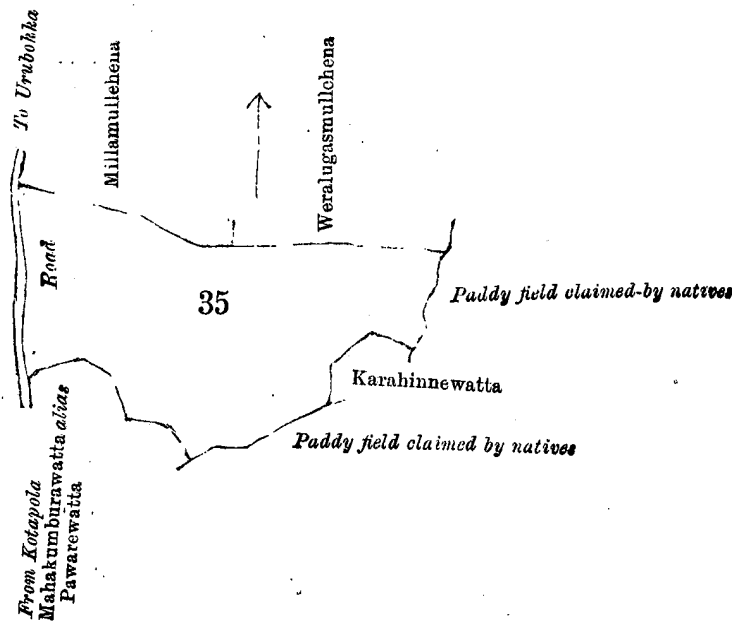 To Urubokka
Millamullehena
Weralugasmullehena
Road
35
Paddy field claimed by natives
Karahinnewatta
Paddy field claimed by natives
From Kotapola
Mahakumburawatta alias
Pawarewatta